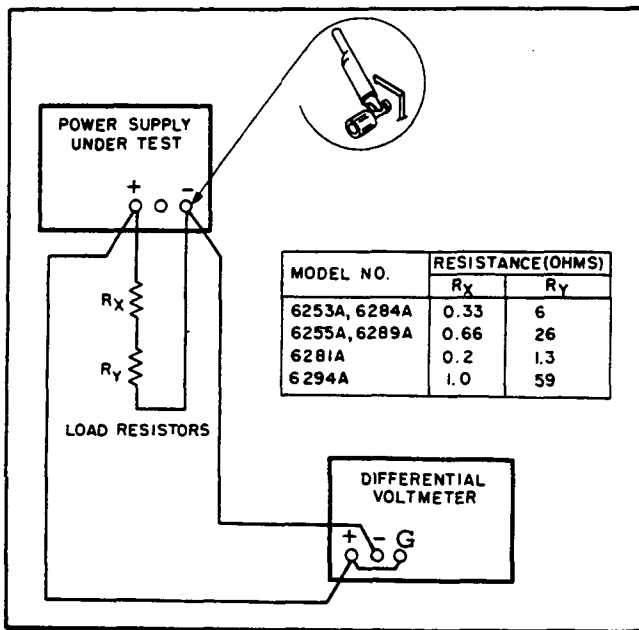 POWER SUPPLY
UNDER TEST
+ -
RX
RY
LOAD RESISTORS
MODEL NO. RESISTANCE(OHMS)
RX RY
6253A, 6284A 0.33 6
6255A, 6289A 0.66 26
6281A 0.2 1.3
6294A 1.0 59
DIFFERENTIAL
VOLTMETER
+ - G